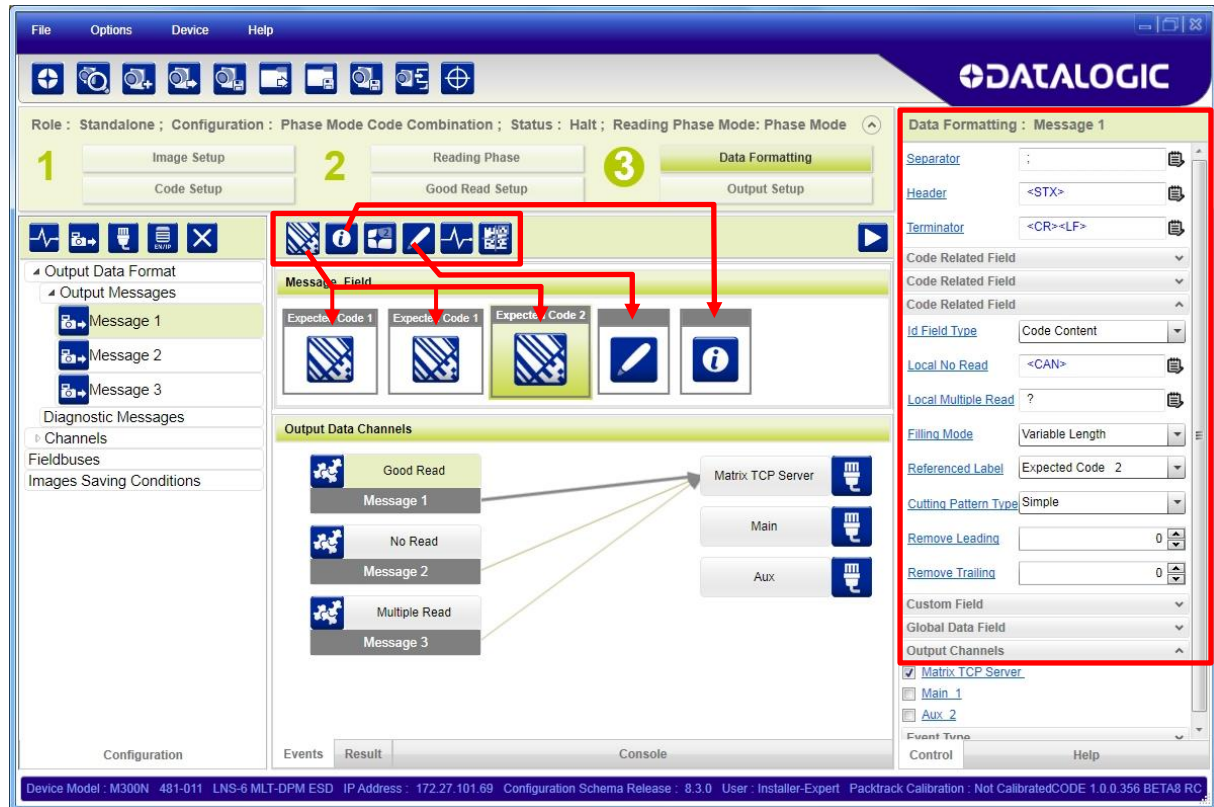 File Options Device Help
DATALOGIC
Role : Standalone ; Configuration : Phase Mode Code Combination ; Status : Halt ; Reading Phase Mode: Phase Mode
1 Image Setup 2 Reading Phase 3 Data Formatting
Code Setup Good Read Setup Output Setup
EN/IP
Output Data Format
Output Messages
Message 1
Message 2
Message 3
Diagnostic Messages
Channels
Fieldbuses
Images Saving Conditions
Configuration
Message Field
Expected Code 1 Expected Code 1 Expected Code 2
Output Data Channels
Good Read
Message 1
No Read
Message 2
Multiple Read
Message 3
Matrix TCP Server
Main
Aux
Events Result Console
Data Formatting : Message 1
Separator ;
Header <STX>
Terminator <CR><LF>
Code Related Field
Code Related Field
Code Related Field
Id Field Type Code Content
Local No Read <CAN>
Local Multiple Read ?
Filling Mode Variable Length
Referenced Label Expected Code 2
Cutting Pattern Type Simple
Remove Leading 0
Remove Trailing 0
Custom Field
Global Data Field
Output Channels
Matrix TCP Server
Main 1
Aux 2
Event Type
Control Help
Device Model : M300N 481-011 LNS-6 MLT-DPM ESD IP Address : 172.27.101.69 Configuration Schema Release : 8.3.0 User : Installer-Expert Packtrack Calibration : Not CalibratedCODE 1.0.0.356 BETA8 RC